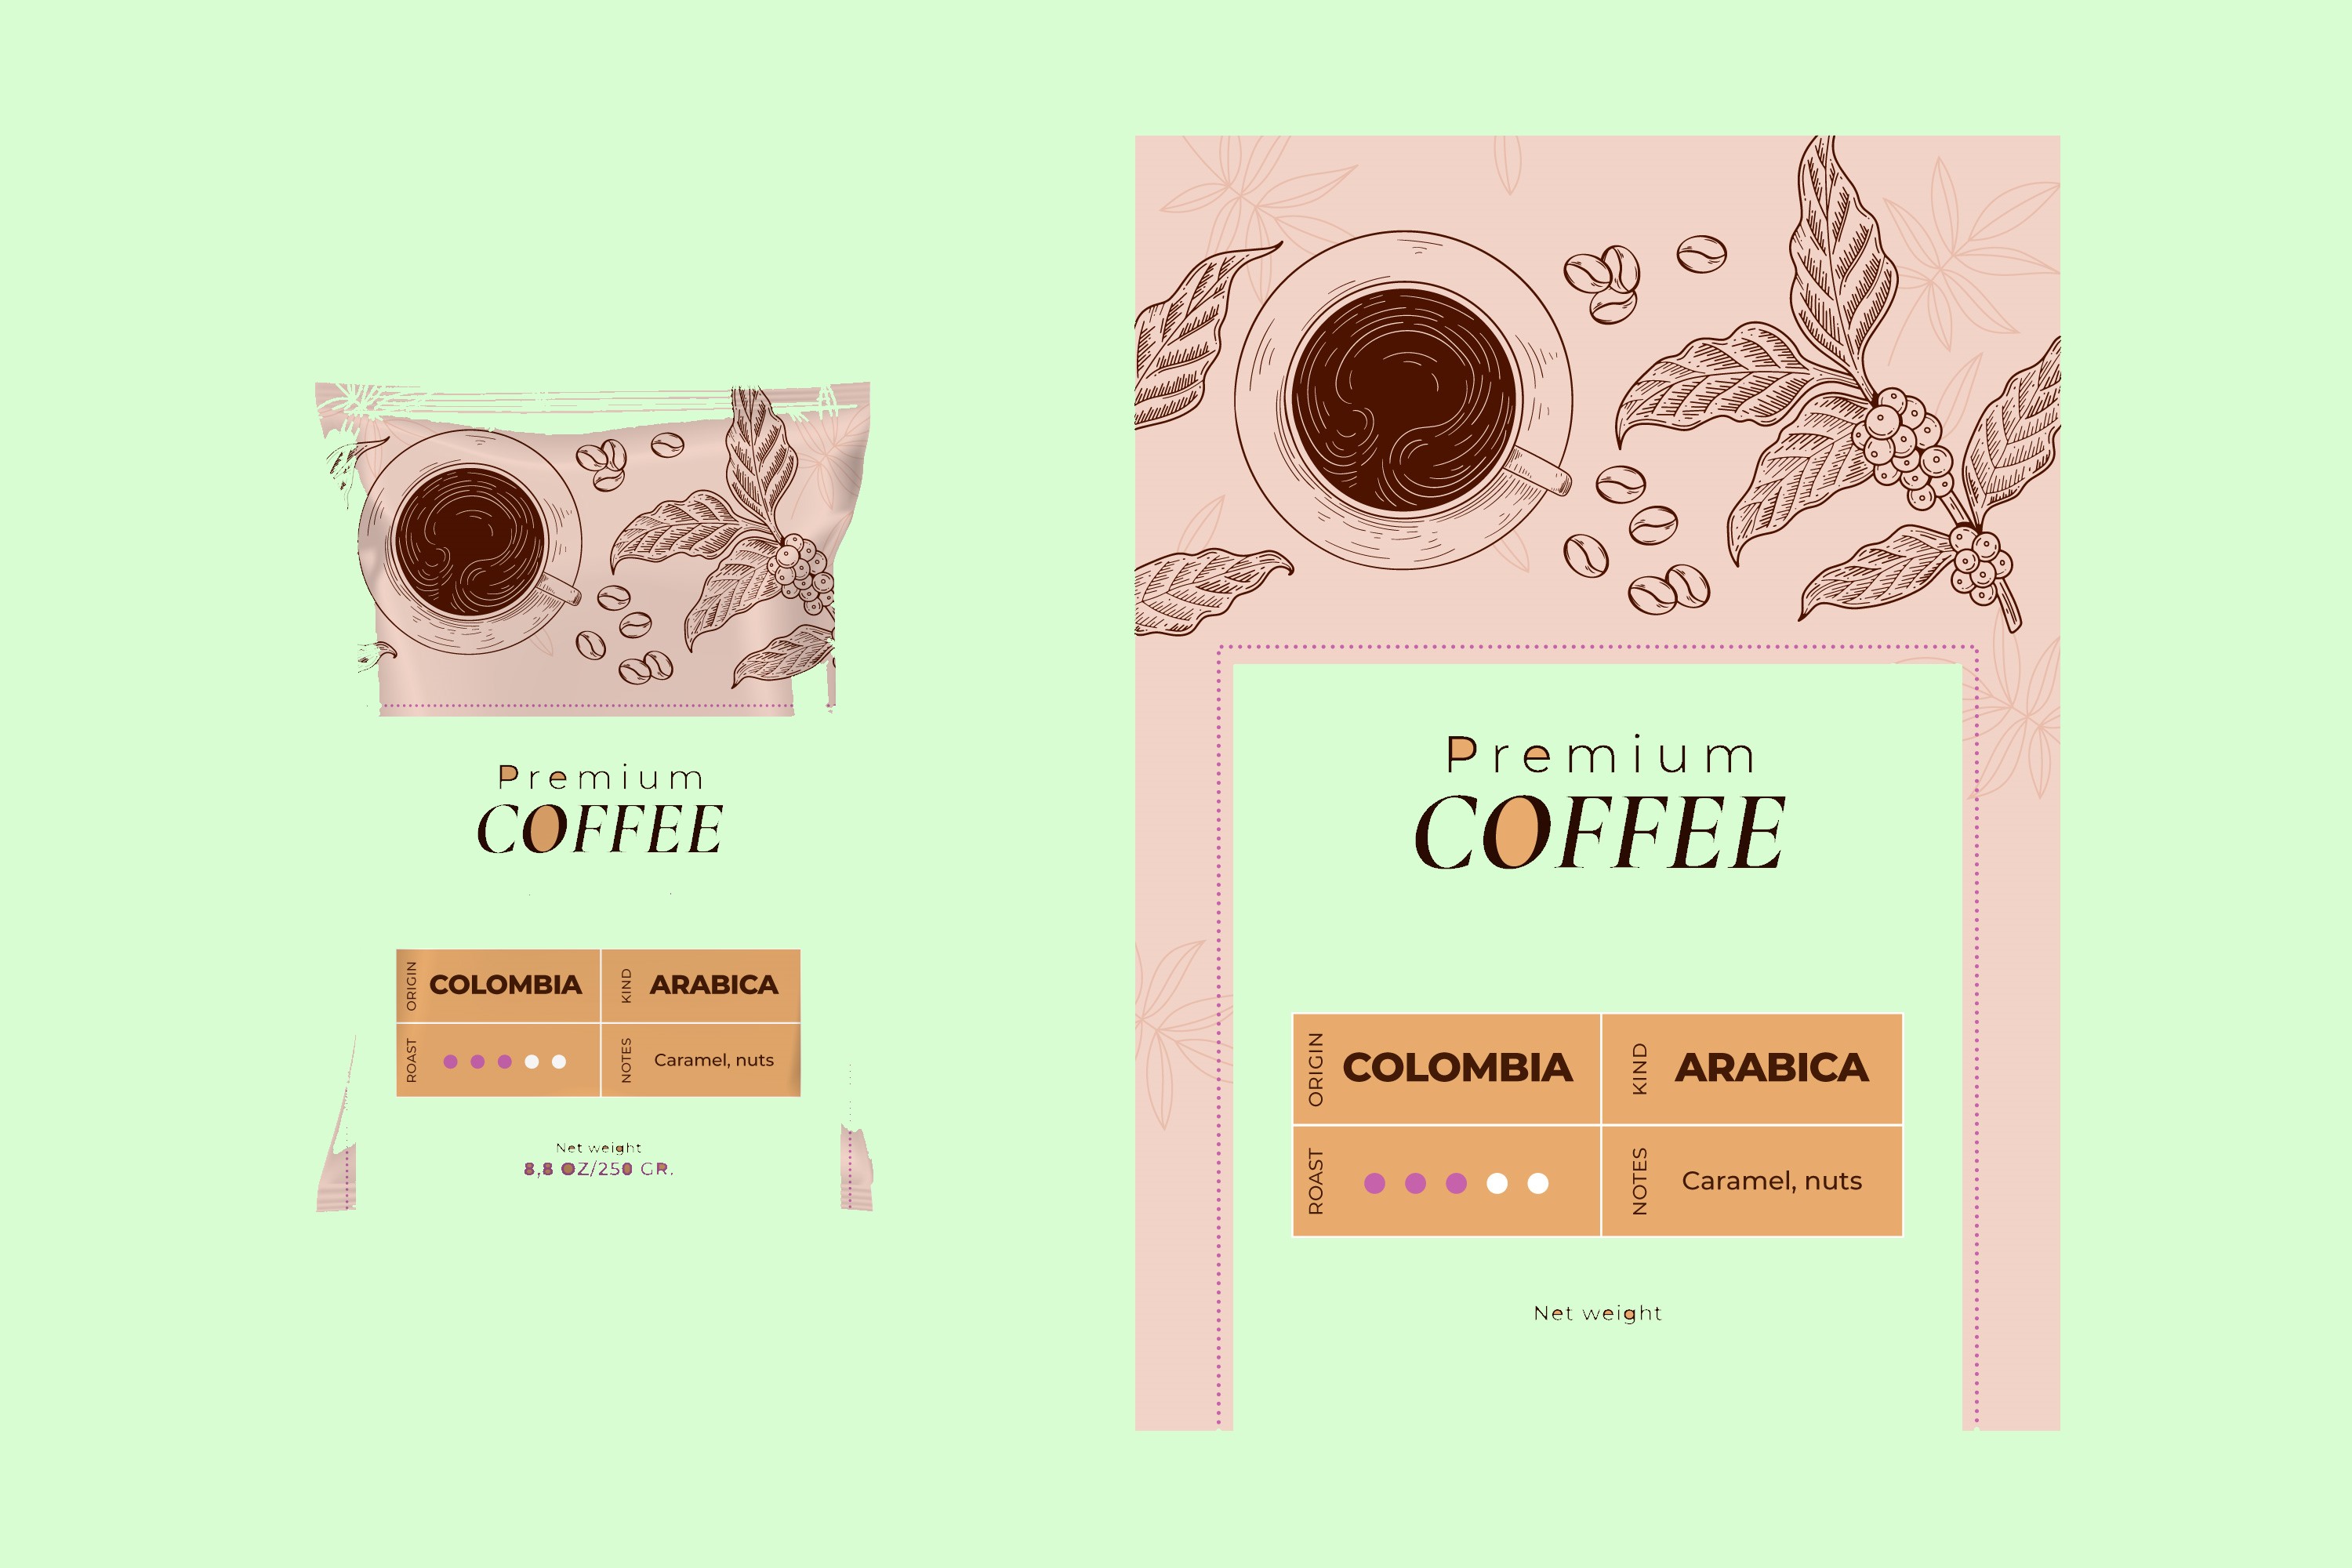 Premium
COFFEE
ORIGIN COLOMBIA KIND ARABICA
ROAST NOTES Caramel, nuts
Net weight
8,8 OZ/250 GR.
Premium
COFFEE
ORIGIN COLOMBIA KIND ARABICA
ROAST NOTES Caramel, nuts
Net weight